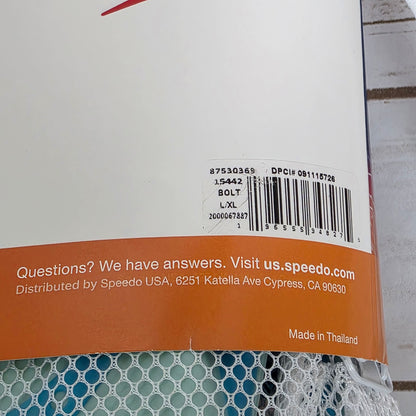 87530369 DPCI# 091115726
15442
BOLT
L/XL
2000067887
Questions? We have answers. Visit us.speedo.com
Distributed by Speedo USA, 6251 Katella Ave Cypress, CA 90630
Made in Thailand